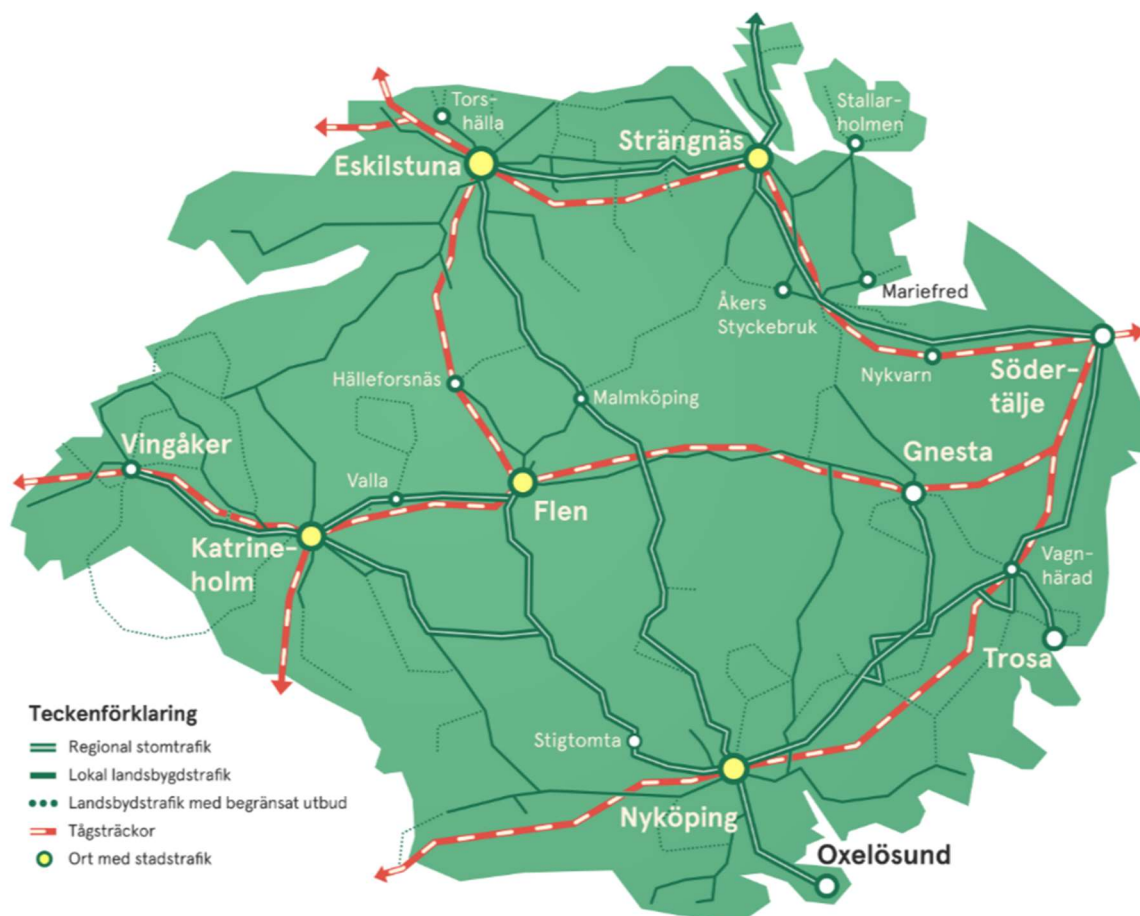 Tors-
hälla
Stallar-
holmen
Strängnäs
Eskilstuna
Mariefred
Åkers
Styckebruk
Nykvarn
Söder-
tälje
Hälleforsnäs
Malmköping
Vingåker
Gnesta
Valla
Flen
Katrine-
holm
Vagn-
härad
Trosa
Stigtomta
Nyköping
Oxelösund
Teckenförklaring
Regional stomtrafik
Lokal landsbygdstrafik
Landsbydstrafik med begränsat utbud
Tågsträckor
Ort med stadstrafik